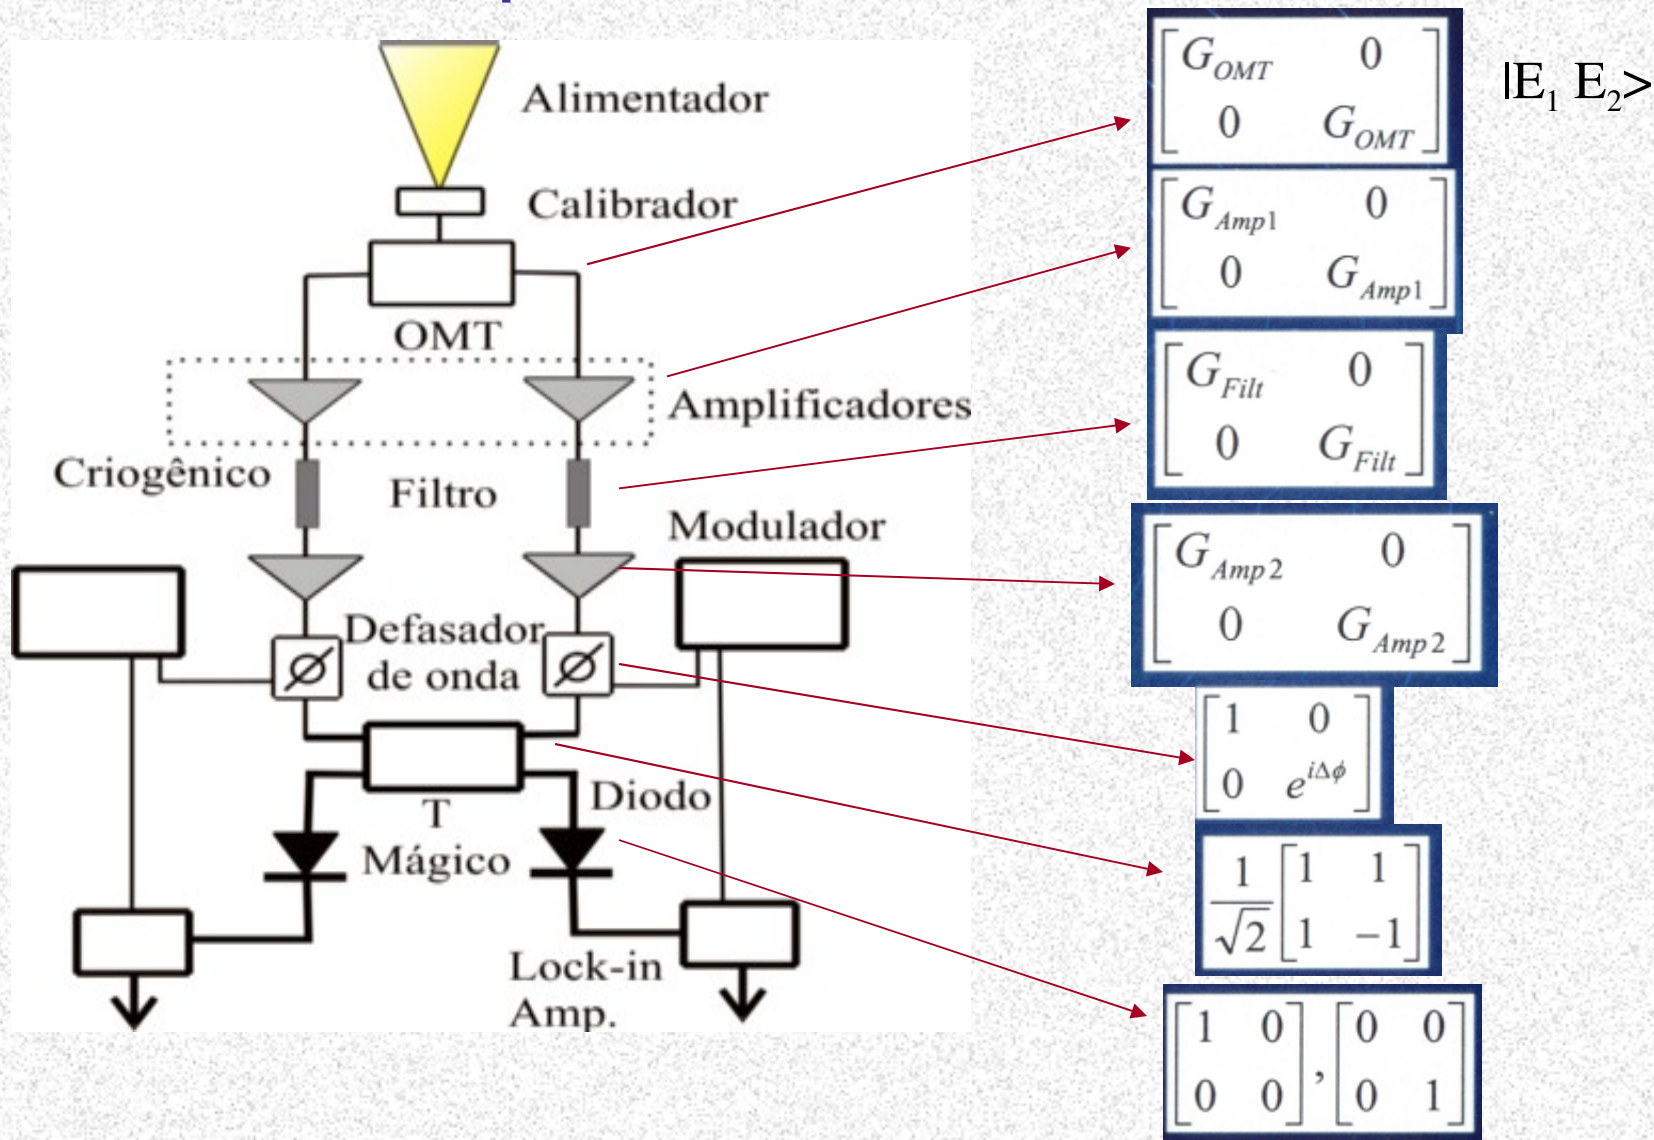 Alimentador
Calibrador
OMT
Amplificadores
Criogênico
Filtro
Modulador
Defasador
de onda
Diodo
T
Mágico
Lock-in
Amp.
|E₁ E₂>
G_OMT 0
0 G_OMT
G_Amp1 0
0 G_Amp1
G_Filt 0
0 G_Filt
G_Amp2 0
0 G_Amp2
1 0
0 e^{iΔϕ}
1/√2 [1 1
1 −1]
[1 0 , [0 0
0 0] 0 1]